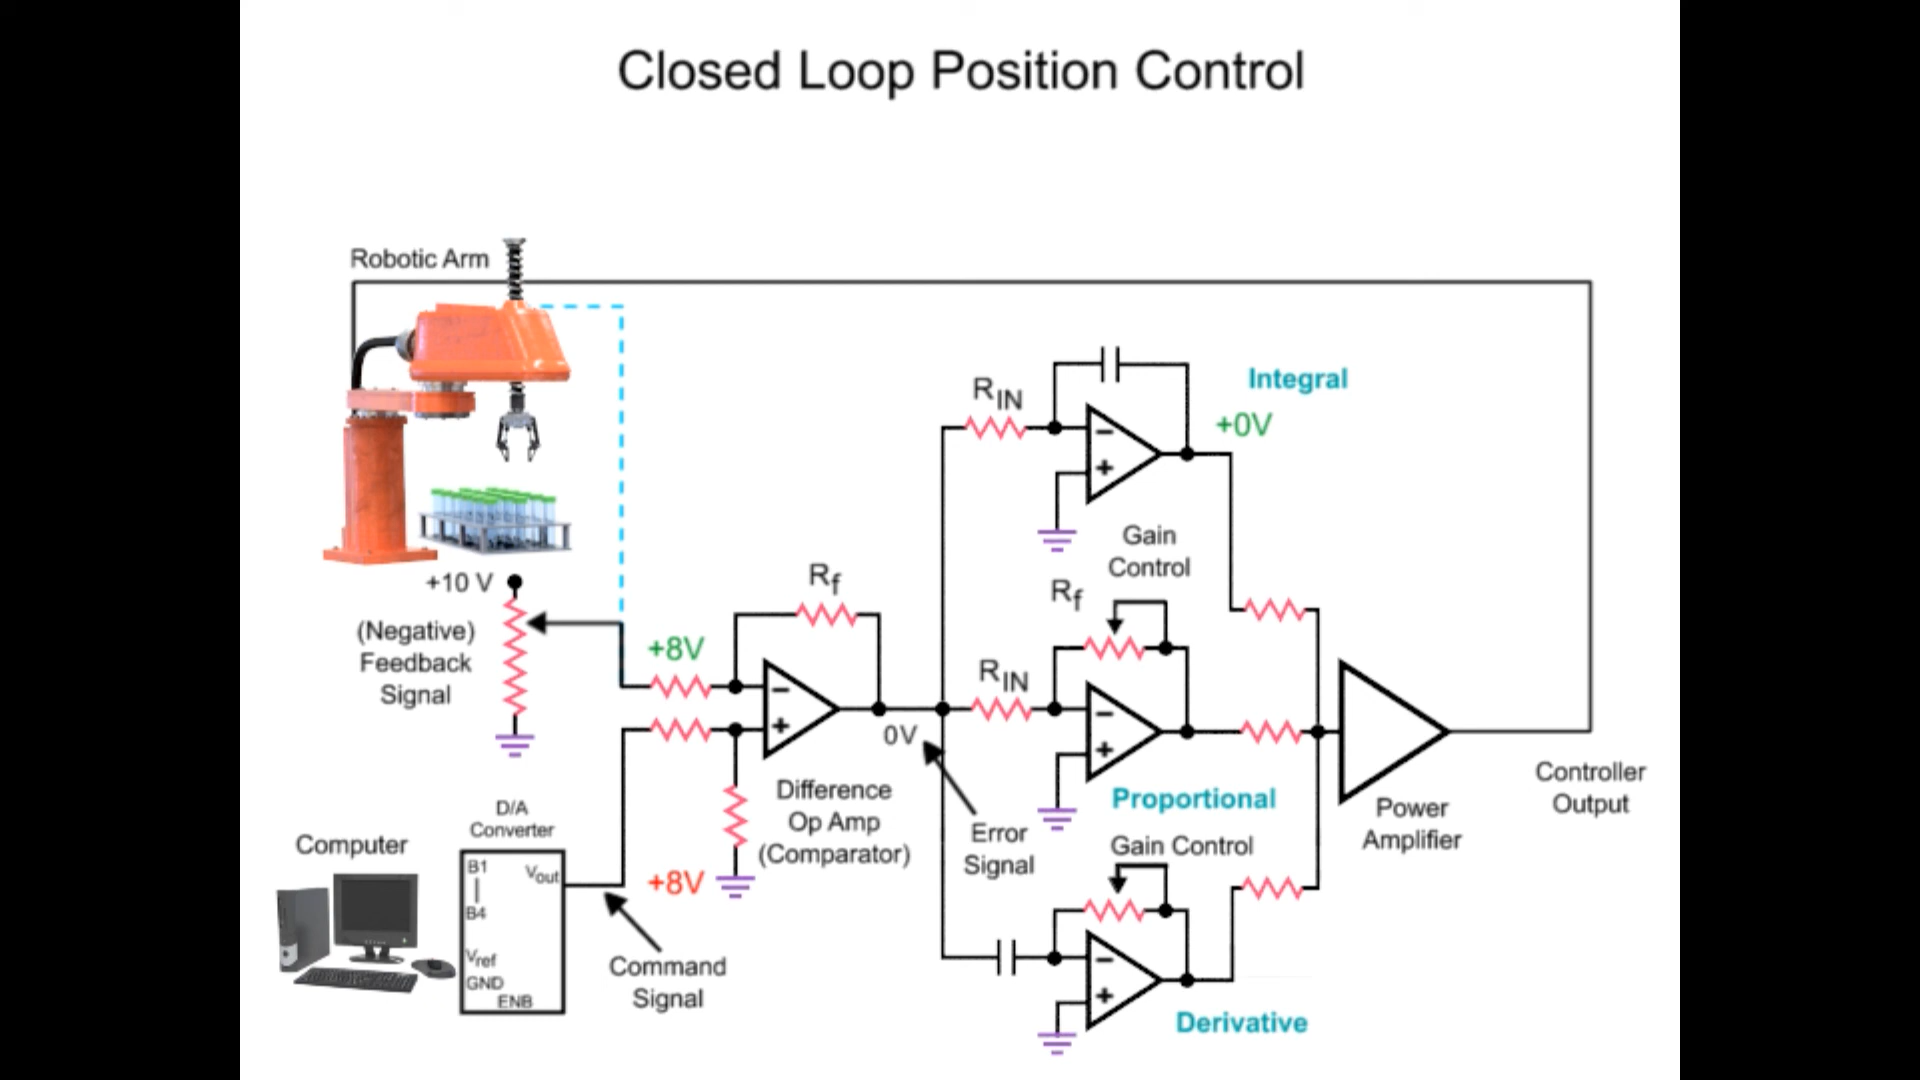 Closed Loop Position Control
Robotic Arm
Integral
RIN
+0V
Gain
Control
+10 V
Rf
Rf
(Negative)
Feedback
Signal
+8V
RIN
−
+
−
+
−
+
0V
Proportional
Difference
Op Amp
(Comparator)
Error
Signal
Power
Amplifier
Controller
Output
D/A
Converter
Computer
Gain Control
B1
Vout
B4
+8V
Vref
GND
ENB
Command
Signal
−
+
Derivative